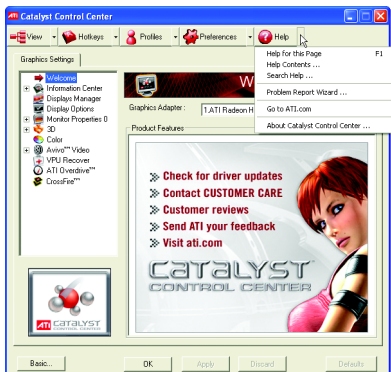 Catalyst Control Center
View Hotkeys Profiles Preferences Help
Help for this Page F1
Help Contents ...
Search Help ...
Problem Report Wizard ...
Go to ATI.com
About Catalyst Control Center ...
Graphics Settings
Welcome
Information Center
Displays Manager
Display Options
Monitor Properties 0
3D
Color
Avivo™ Video
VPU Recover
ATI Overdrive™
CrossFire™
W
Graphics Adapter :
1.ATI Radeon H
Product Features
Check for driver updates
Contact CUSTOMER CARE
Customer reviews
Send ATI your feedback
Visit ati.com
CATALYST
CONTROL CENTER
ATI CATALYST
CONTROL CENTER
Basic...
OK
Apply
Discard
Defaults